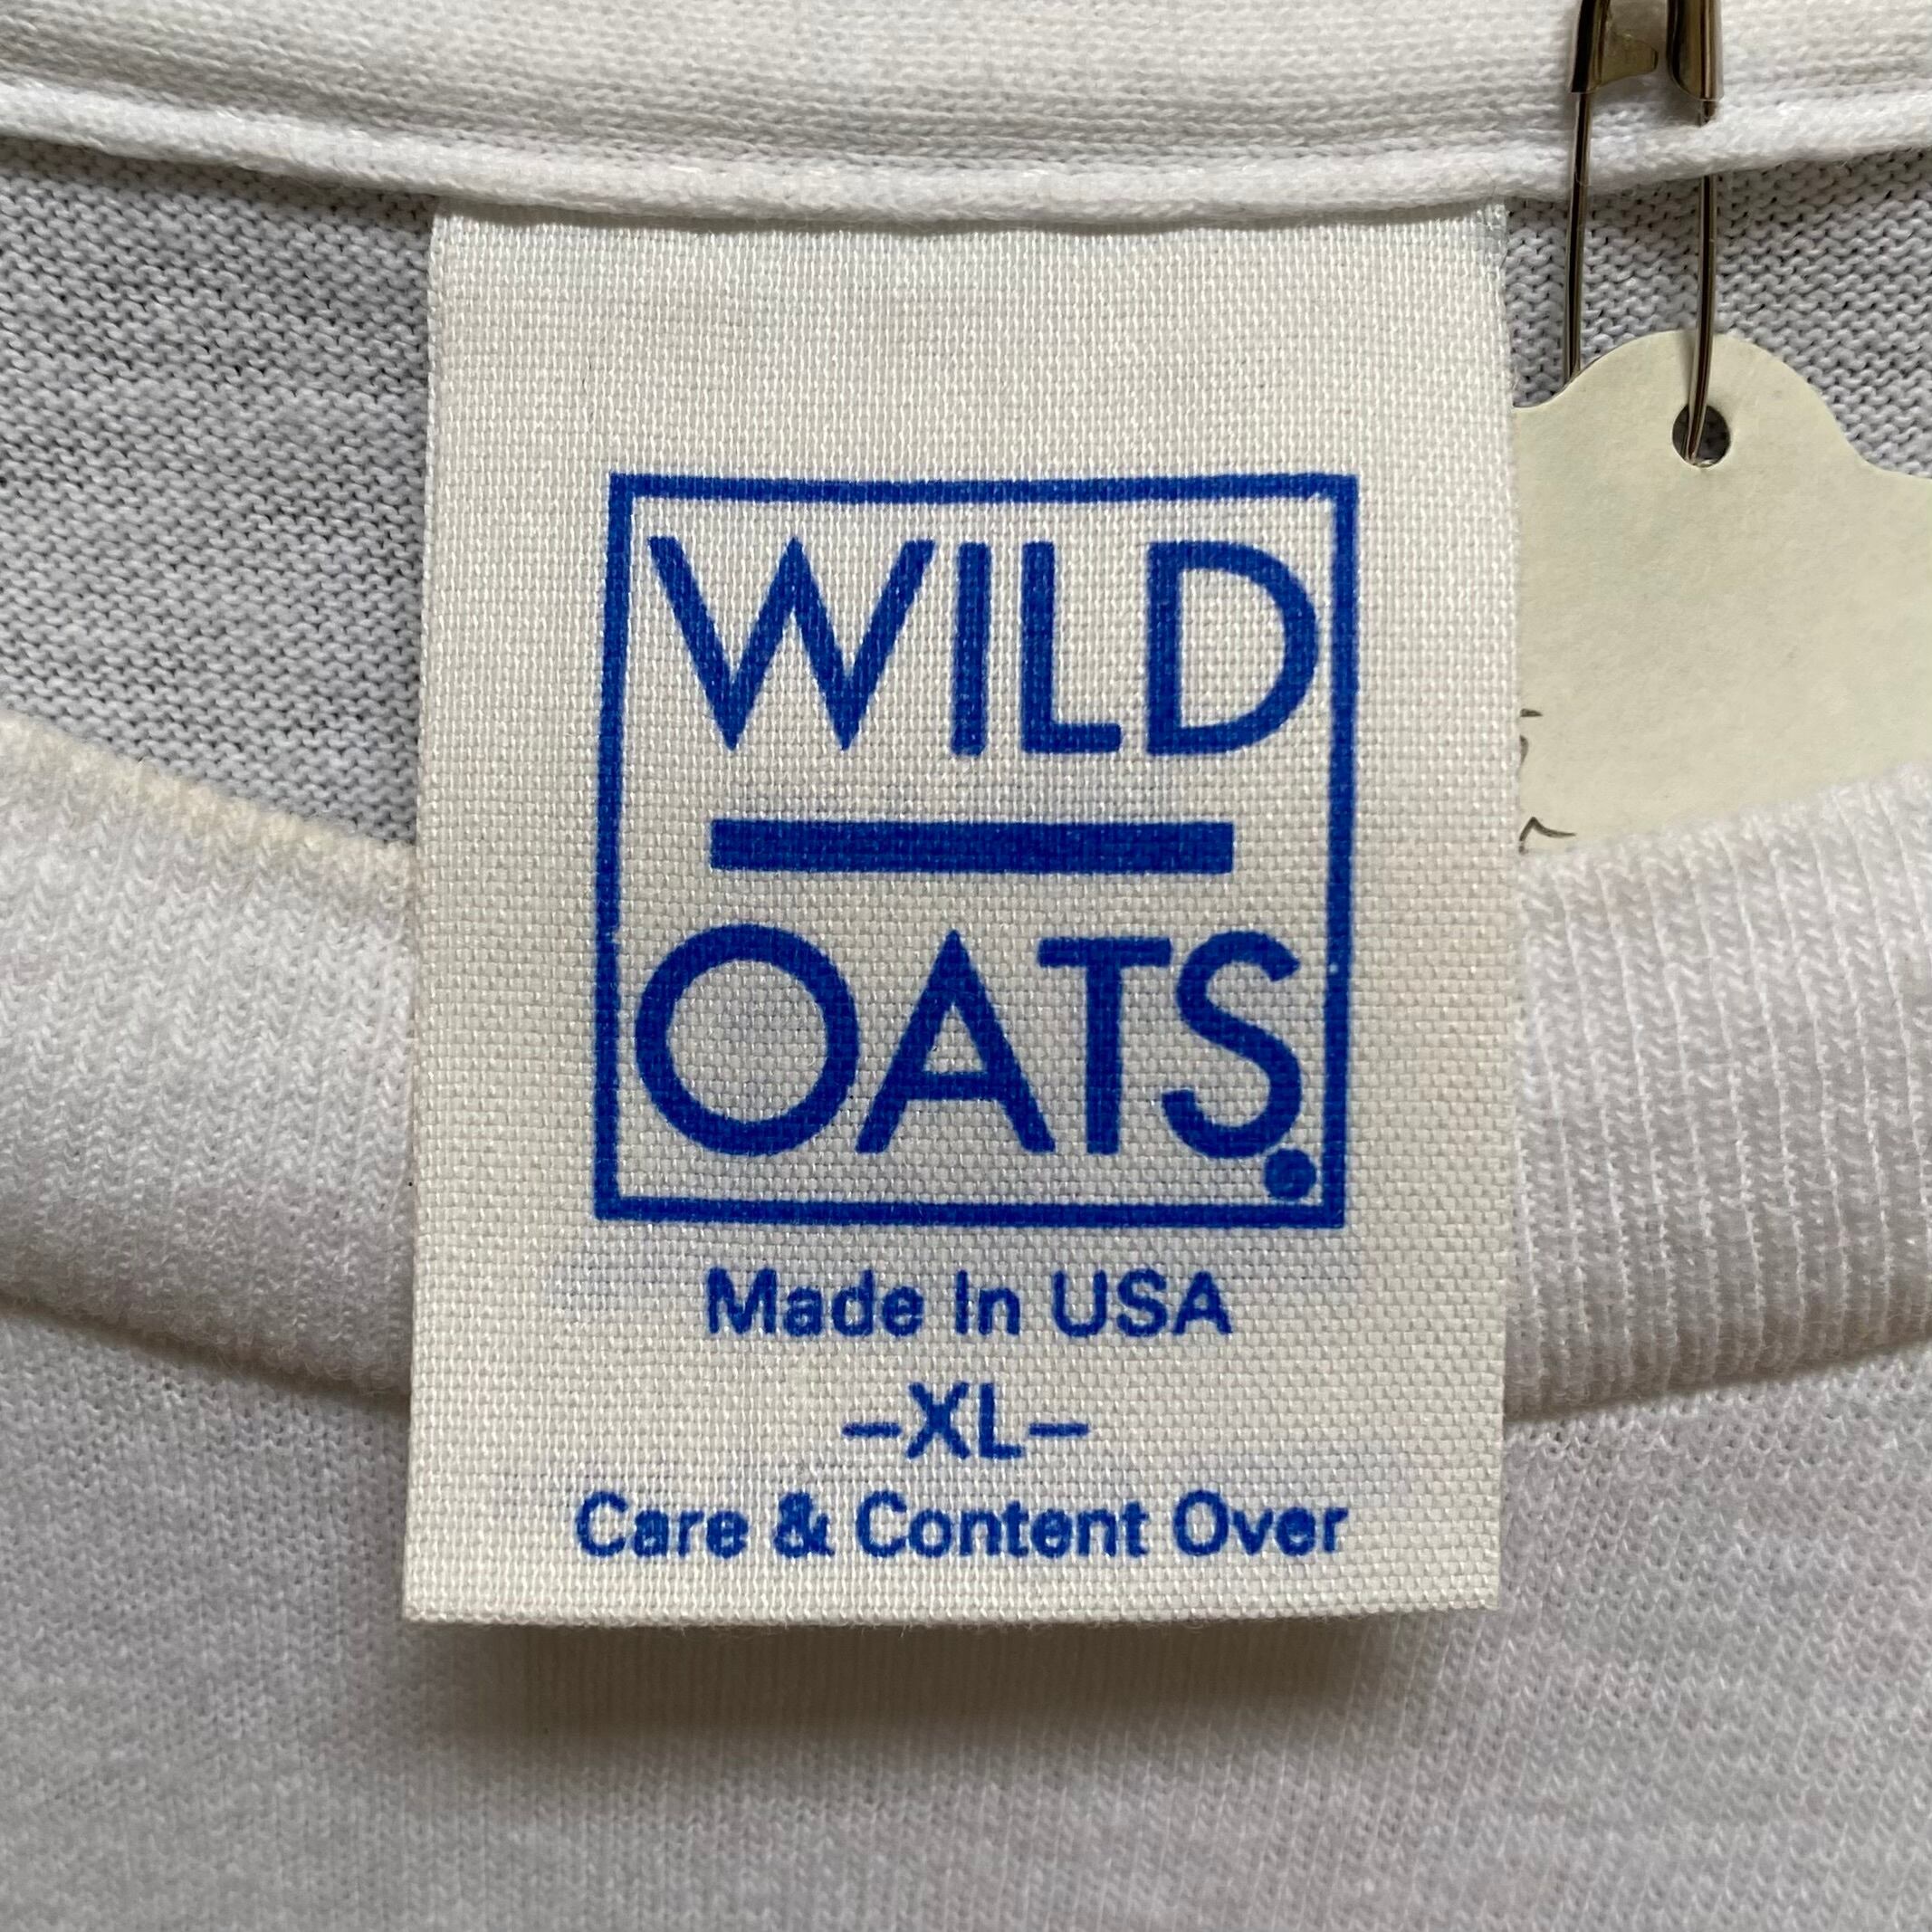 WILD
OATS
Made In USA
-XL-
Care & Content Over